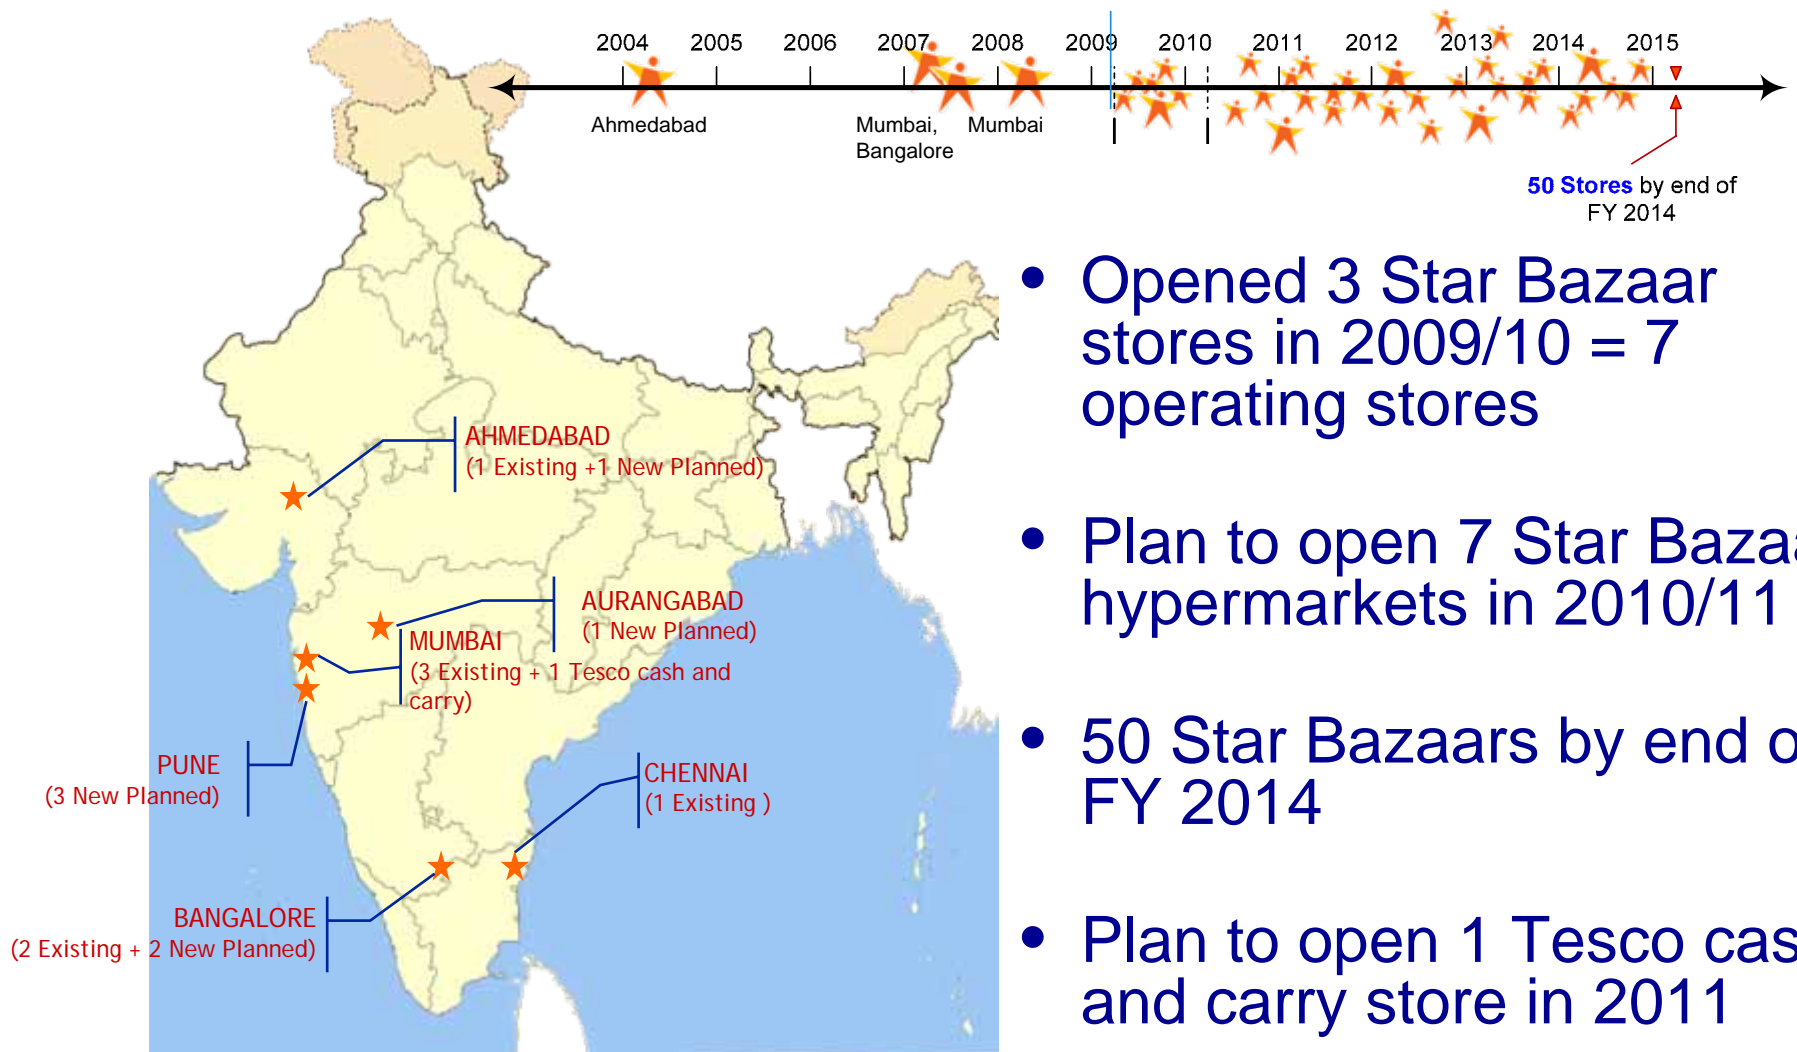 2004 2005 2006 2007 2008 2009 2010 2011 2012 2013 2014 2015
Ahmedabad
Mumbai,
Bangalore
Mumbai
50 Stores by end of
FY 2014
• Opened 3 Star Bazaar
stores in 2009/10 = 7
operating stores
• Plan to open 7 Star Bazaa
hypermarkets in 2010/11
• 50 Star Bazaars by end o
FY 2014
• Plan to open 1 Tesco cas
and carry store in 2011
AHMEDABAD
(1 Existing +1 New Planned)
AURANGABAD
(1 New Planned)
MUMBAI
(3 Existing + 1 Tesco cash and
carry)
PUNE
(3 New Planned)
CHENNAI
(1 Existing )
BANGALORE
(2 Existing + 2 New Planned)